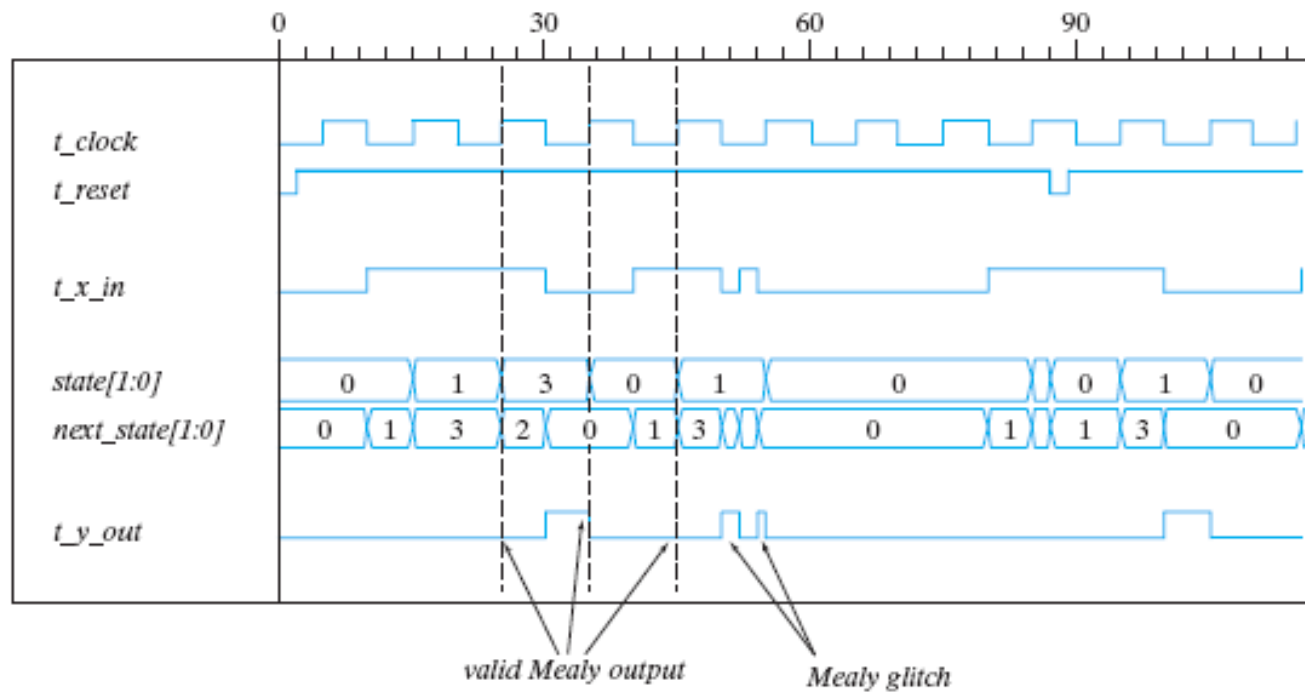 0 30 60 90
t_clock
t_reset
t_x_in
state[1:0] 0 1 3 0 1 0 0 1 0
next_state[1:0] 0 1 3 2 0 1 3 0 1 1 3 0
t_y_out
valid Mealy output
Mealy glitch